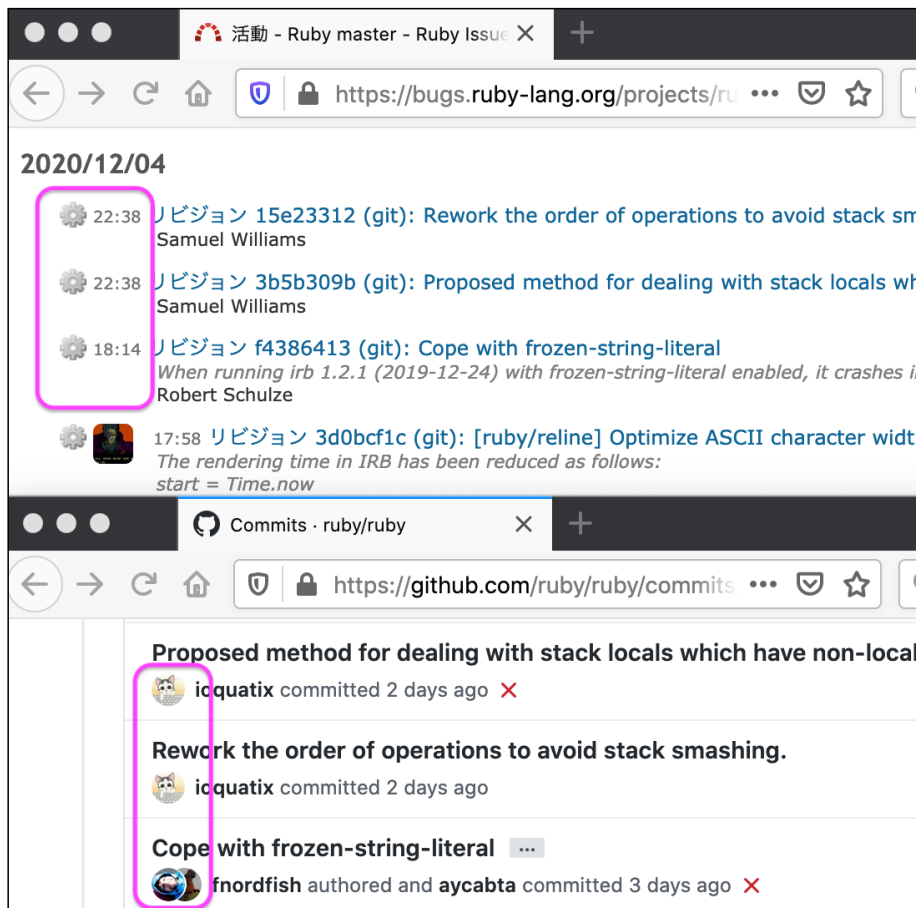 活動 - Ruby master - Ruby Issue
https://bugs.ruby-lang.org/projects/ru
2020/12/04
22:38 リビジョン 15e23312 (git): Rework the order of operations to avoid stack sm
Samuel Williams
22:38 リビジョン 3b5b309b (git): Proposed method for dealing with stack locals wh
Samuel Williams
18:14 リビジョン f4386413 (git): Cope with frozen-string-literal
When running irb 1.2.1 (2019-12-24) with frozen-string-literal enabled, it crashes i
Robert Schulze
17:58 リビジョン 3d0bcf1c (git): [ruby/reline] Optimize ASCII character widt
The rendering time in IRB has been reduced as follows:
start = Time.now
Commits · ruby/ruby
https://github.com/ruby/ruby/commits
Proposed method for dealing with stack locals which have non-local
ioquatix committed 2 days ago
Rework the order of operations to avoid stack smashing.
ioquatix committed 2 days ago
Cope with frozen-string-literal …
fnordfish authored and aycabta committed 3 days ago